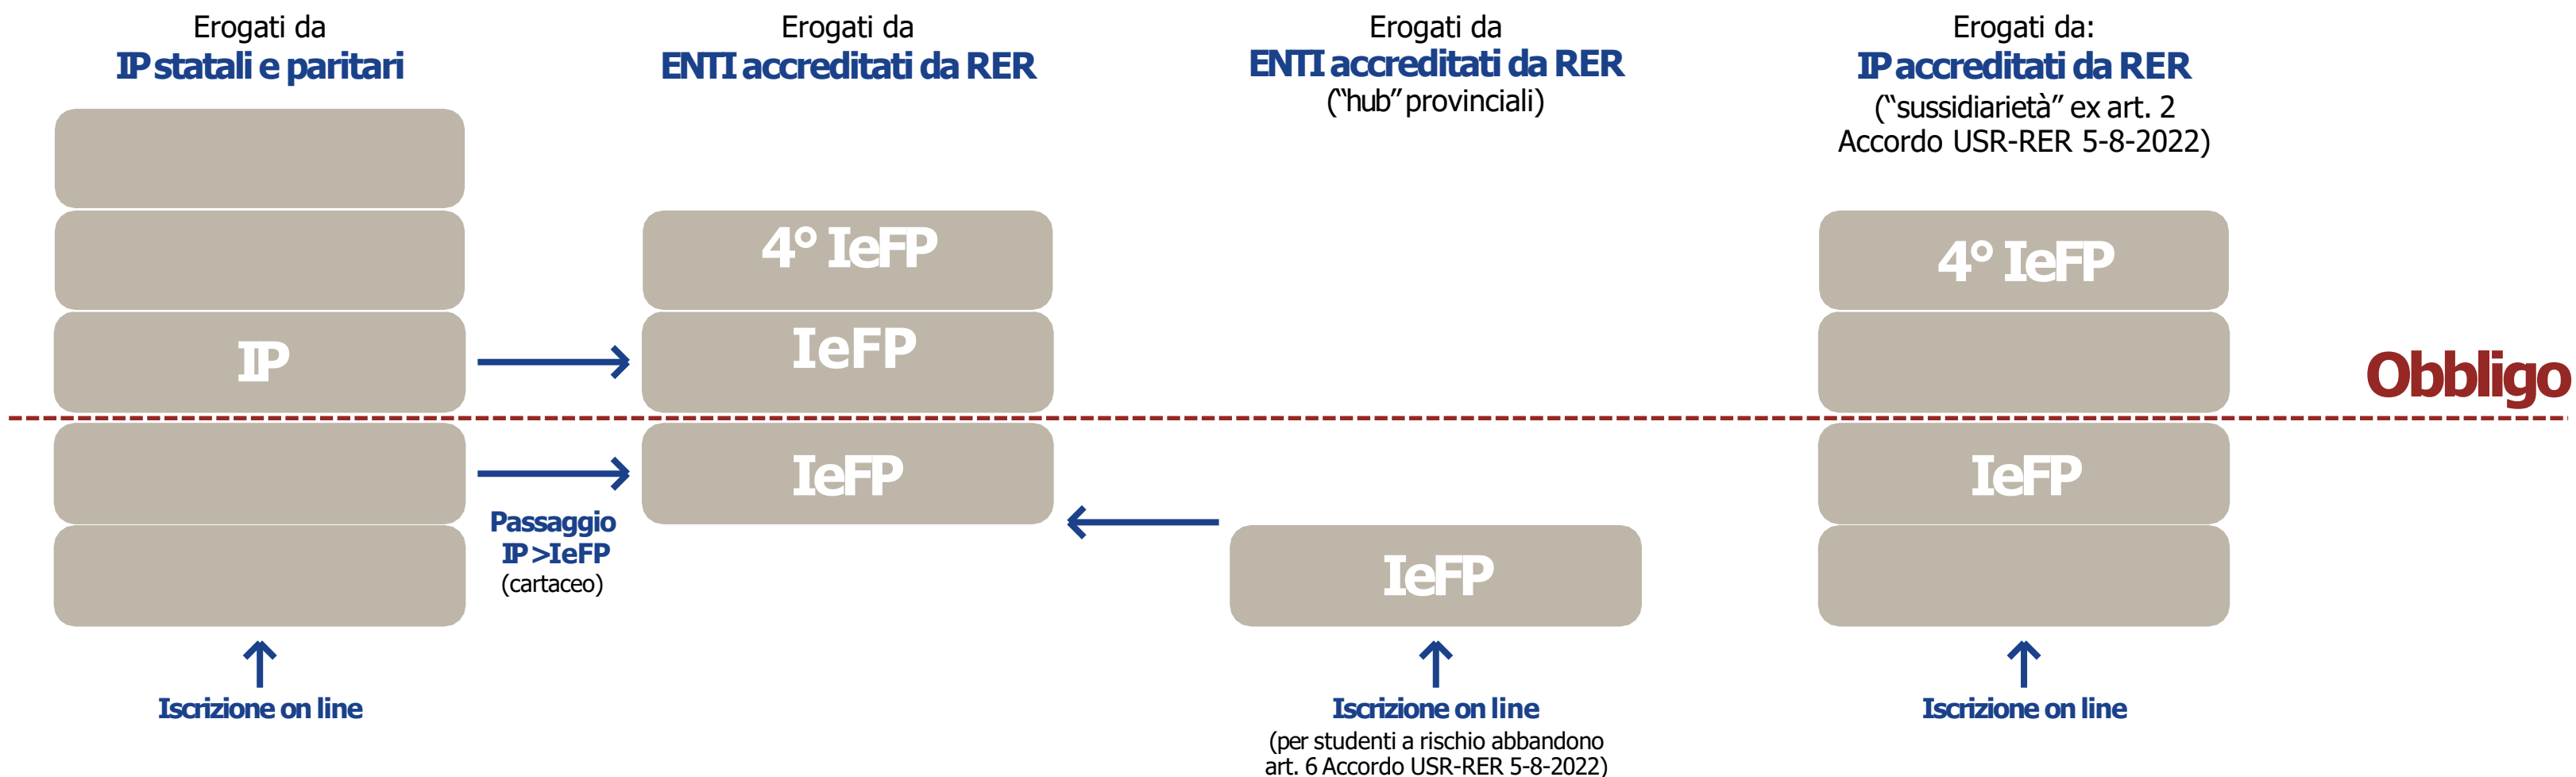 Erogati da
IP statali e paritari
Erogati da
ENTI accreditati da RER
Erogati da
ENTI accreditati da RER
("hub" provinciali)
Erogati da:
IP accreditati da RER
("sussidiarietà" ex art. 2
Accordo USR-RER 5-8-2022)
4° IeFP
4° IeFP
IP
IeFP
Obbligo
IeFP
IeFP
Passaggio
IP >IeFP
(cartaceo)
IeFP
Iscrizione on line
Iscrizione on line
(per studenti a rischio abbandono
art. 6 Accordo USR-RER 5-8-2022)
Iscrizione on line